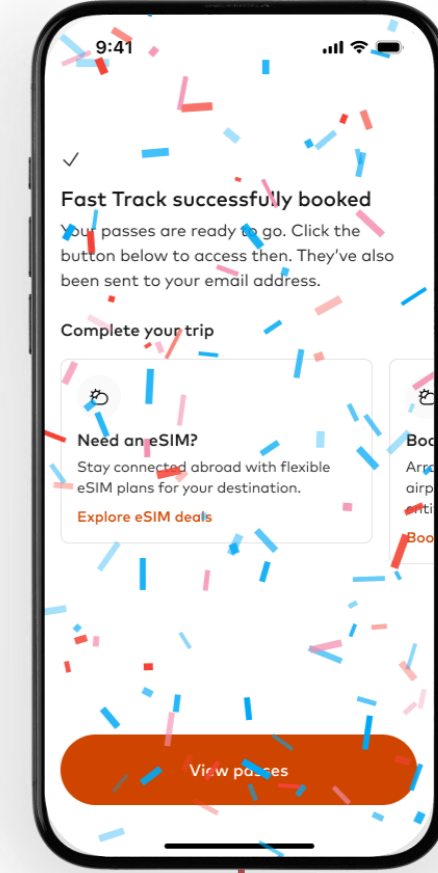 9:41
Fast Track successfully booked
Your passes are ready to go. Click the
button below to access then. They've also
been sent to your email address.
Complete your trip
Need an eSIM?
Stay connected abroad with flexible
eSIM plans for your destination.
Explore eSIM deals
View passes